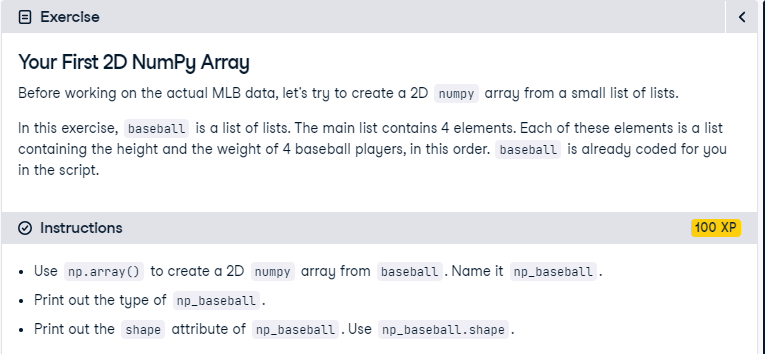 Exercise
Your First 2D NumPy Array
Before working on the actual MLB data, let's try to create a 2D numpy array from a small list of lists.
In this exercise, baseball is a list of lists. The main list contains 4 elements. Each of these elements is a list
containing the height and the weight of 4 baseball players, in this order. baseball is already coded for you
in the script.
Instructions
100 XP
• Use np.array() to create a 2D numpy array from baseball. Name it np_baseball.
• Print out the type of np_baseball.
• Print out the shape attribute of np_baseball. Use np_baseball.shape.